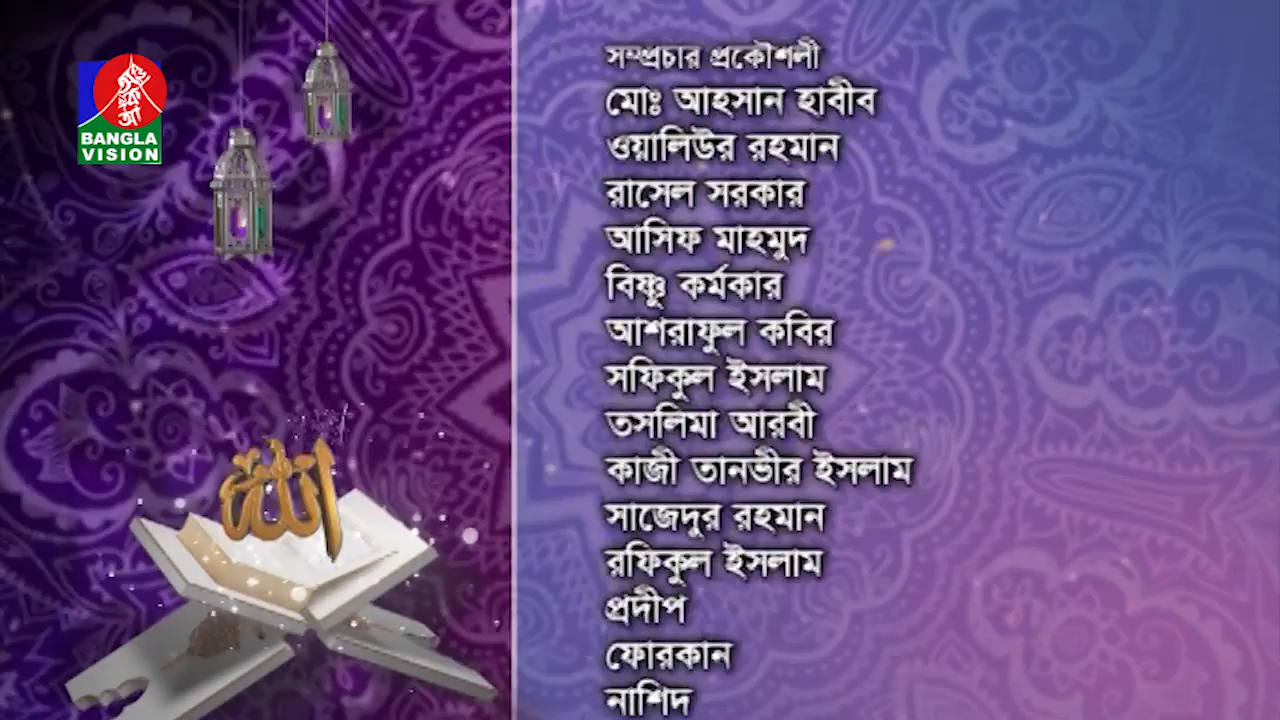 BANGLA
VISION
الله
সম্প্রচার প্রকৌশলী
মোঃ আহসান হাবীব
ওয়ালিউর রহমান
রাসেল সরকার
আসিফ মাহমুদ
বিষ্ণু কর্মকার
আশরাফুল কবির
সফিকুল ইসলাম
তসলিমা আরবী
কাজী তানভীর ইসলাম
সাজেদুর রহমান
রফিকুল ইসলাম
প্রদীপ
ফোরকান
নাশিদ